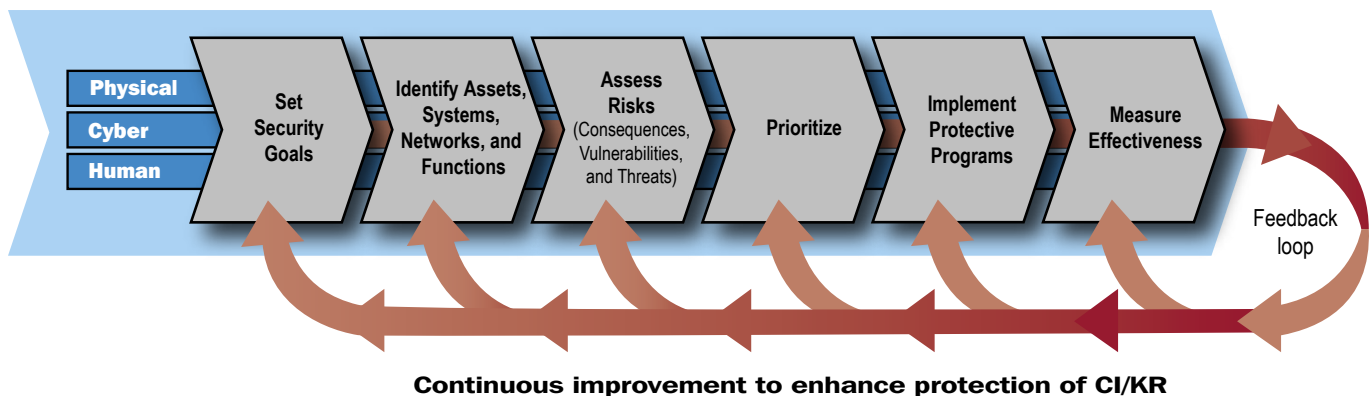 Physical
Cyber
Human
Set
Security
Goals
Identify Assets,
Systems,
Networks, and
Functions
Assess
Risks
(Consequences,
Vulnerabilities,
and Threats)
Prioritize
Implement
Protective
Programs
Measure
Effectiveness
Feedback
loop
Continuous improvement to enhance protection of CI/KR